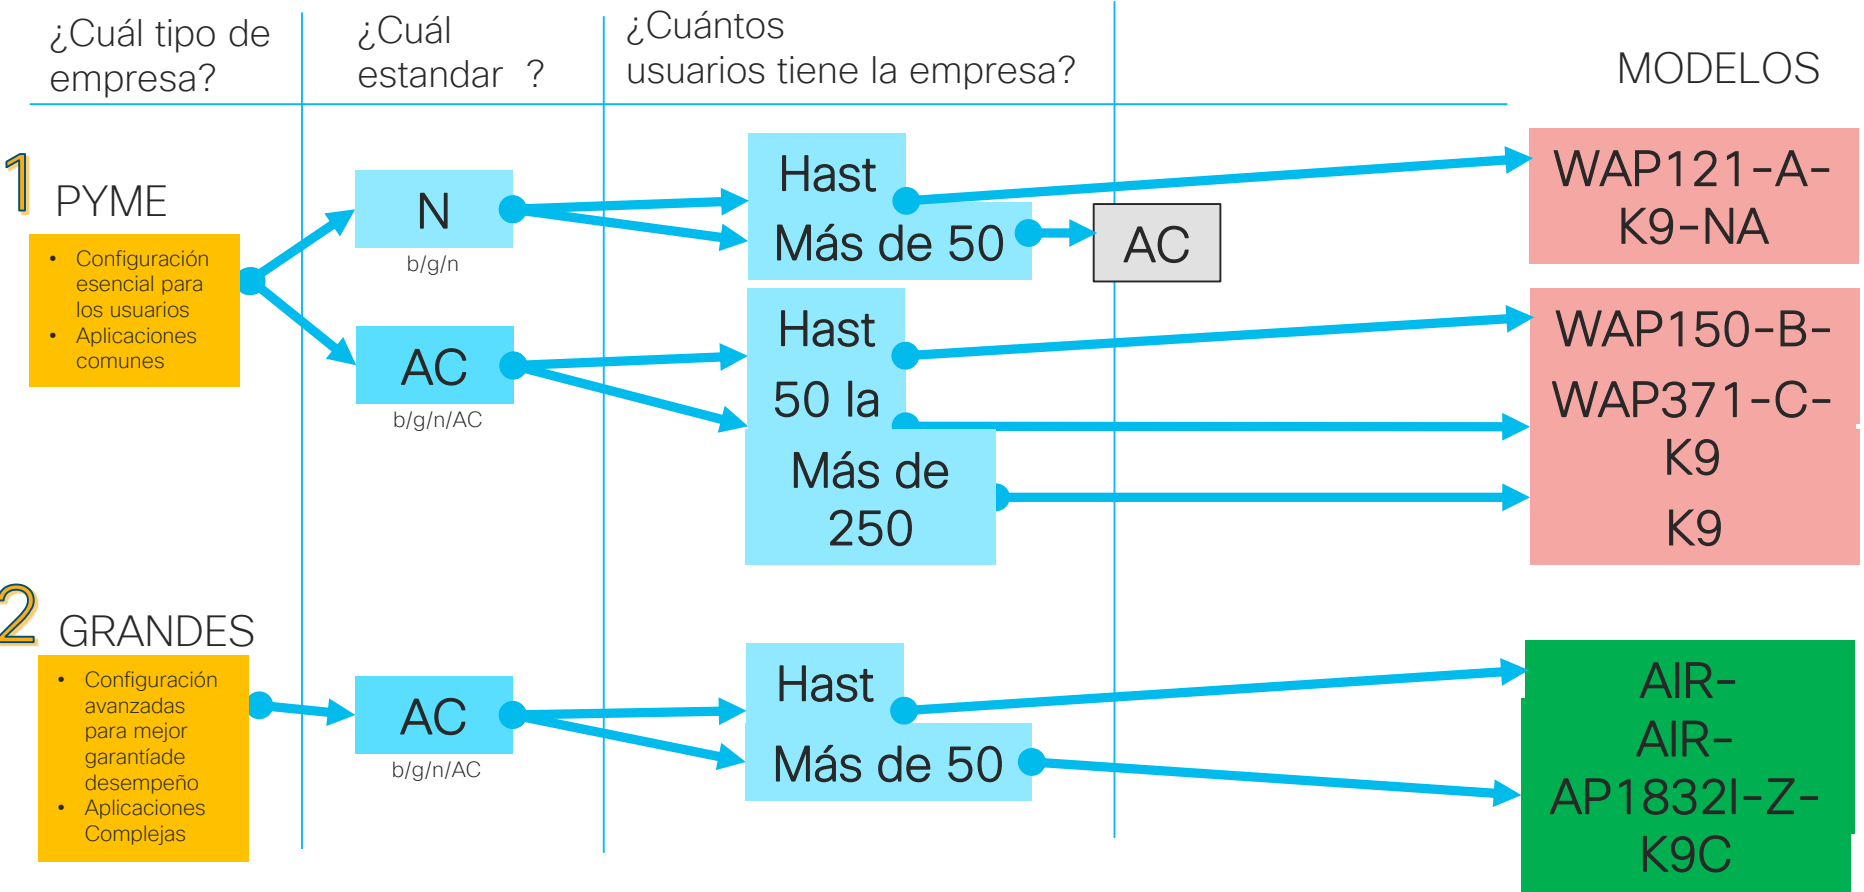 ¿Cuál tipo de
empresa?
¿Cuál
estandar ?
¿Cuántos
usuarios tiene la empresa?
MODELOS
1
PYME
• Configuración
esencial para
los usuarios
• Aplicaciones
comunes
N
b/g/n
AC
b/g/n/AC
Hast
Más de 50
AC
Hast
50 la
Más de
250
WAP121-A-
K9-NA
WAP150-B-
WAP371-C-
K9
K9
2
GRANDES
• Configuración
avanzadas
para mejor
garantíade
desempeño
• Aplicaciones
Complejas
AC
b/g/n/AC
Hast
Más de 50
AIR-
AIR-
AP1832I-Z-
K9C